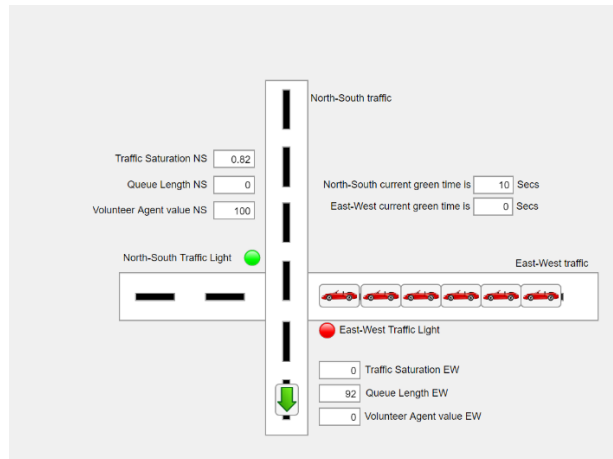 North-South traffic
Traffic Saturation NS 0.82
Queue Length NS 0
North-South current green time is 10 Secs
Volunteer Agent value NS 100
East-West current green time is 0 Secs
North-South Traffic Light
East-West traffic
East-West Traffic Light
0 Traffic Saturation EW
92 Queue Length EW
0 Volunteer Agent value EW